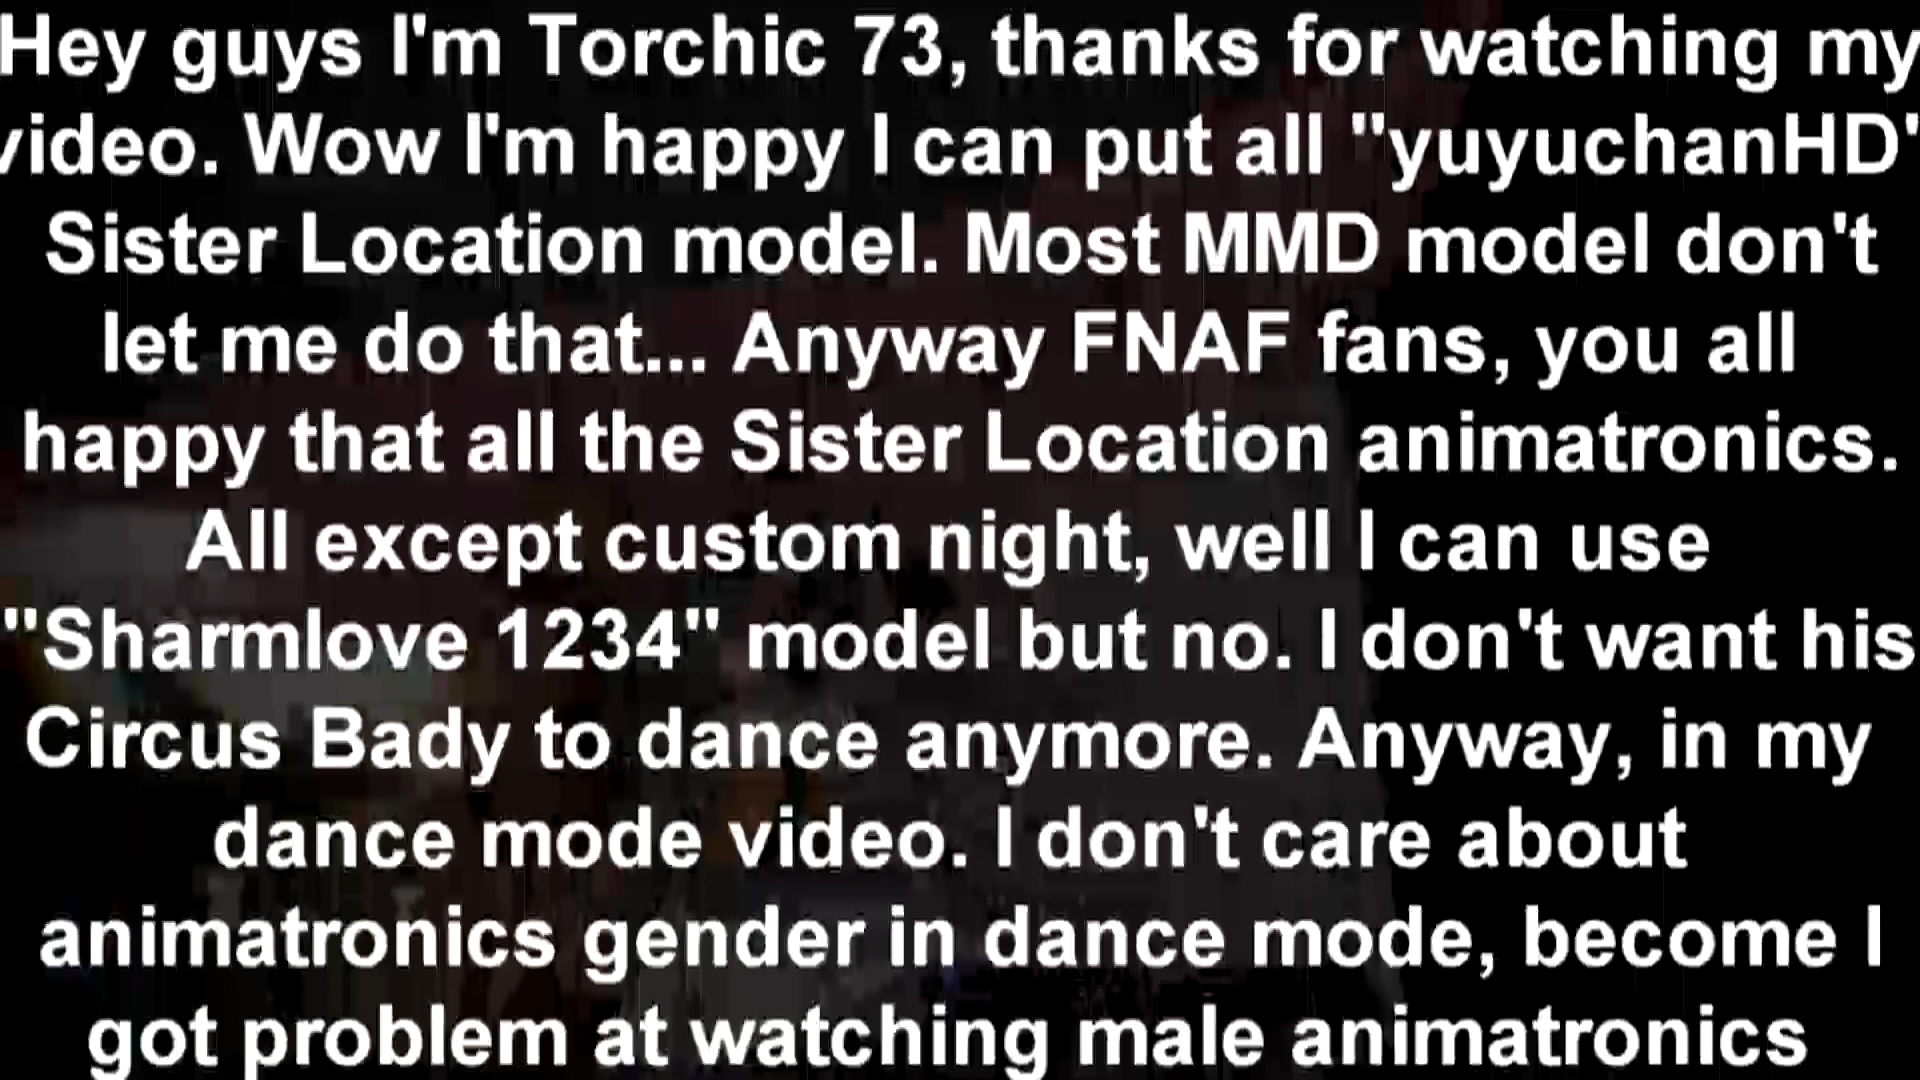 Hey guys I'm Torchic 73, thanks for watching my
video. Wow I'm happy I can put all "yuyuchanHD"
Sister Location model. Most MMD model don't
let me do that... Anyway FNAF fans, you all
happy that all the Sister Location animatronics.
All except custom night, well I can use
"Sharmlove 1234" model but no. I don't want his
Circus Bady to dance anymore. Anyway, in my
dance mode video. I don't care about
animatronics gender in dance mode, become I
got problem at watching male animatronics